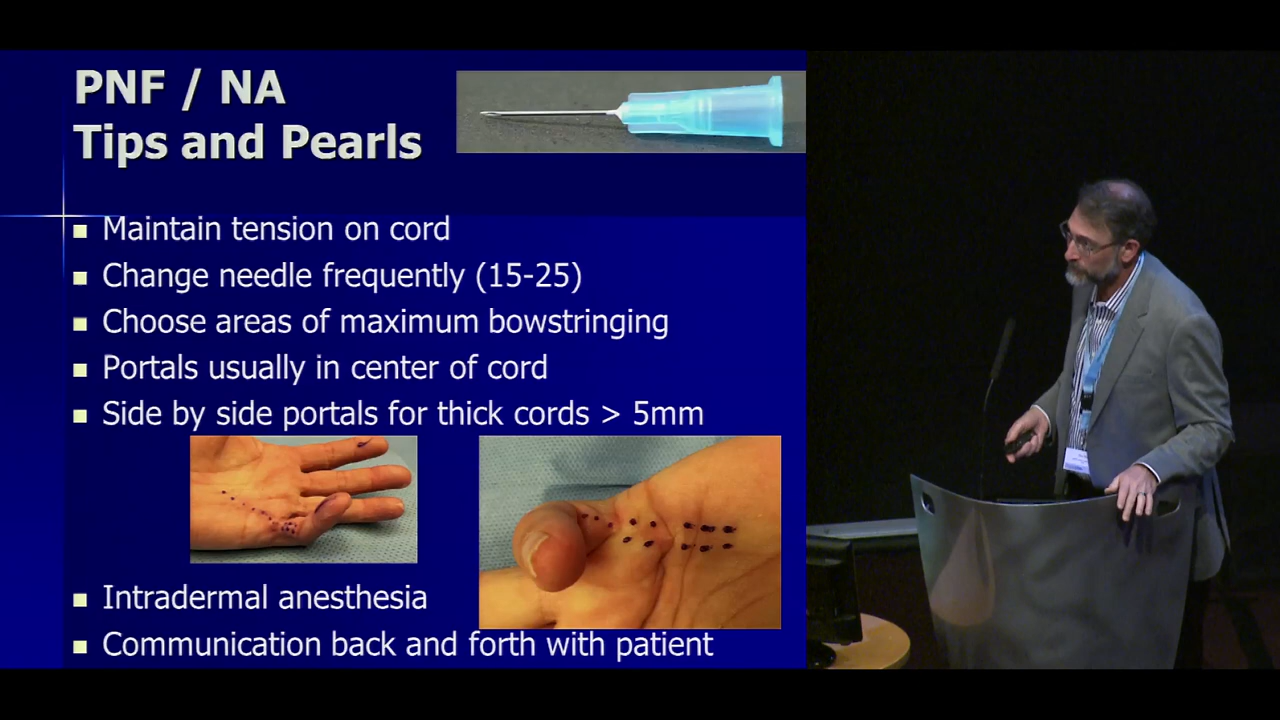 PNF / NA
Tips and Pearls
Maintain tension on cord
Change needle frequently (15-25)
Choose areas of maximum bowstringing
Portals usually in center of cord
Side by side portals for thick cords > 5mm
Intradermal anesthesia
Communication back and forth with patient